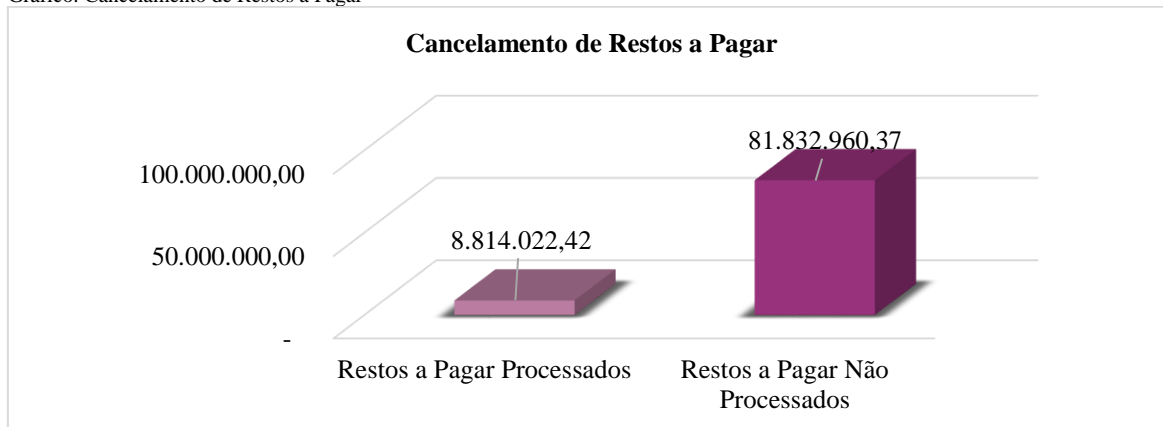 Gráfico: Cancelamento de Restos a Pagar
Cancelamento de Restos a Pagar
81.832.960,37
100.000.000,00
8.814.022,42
50.000.000,00
-
Restos a Pagar Processados
Restos a Pagar Não
Processados